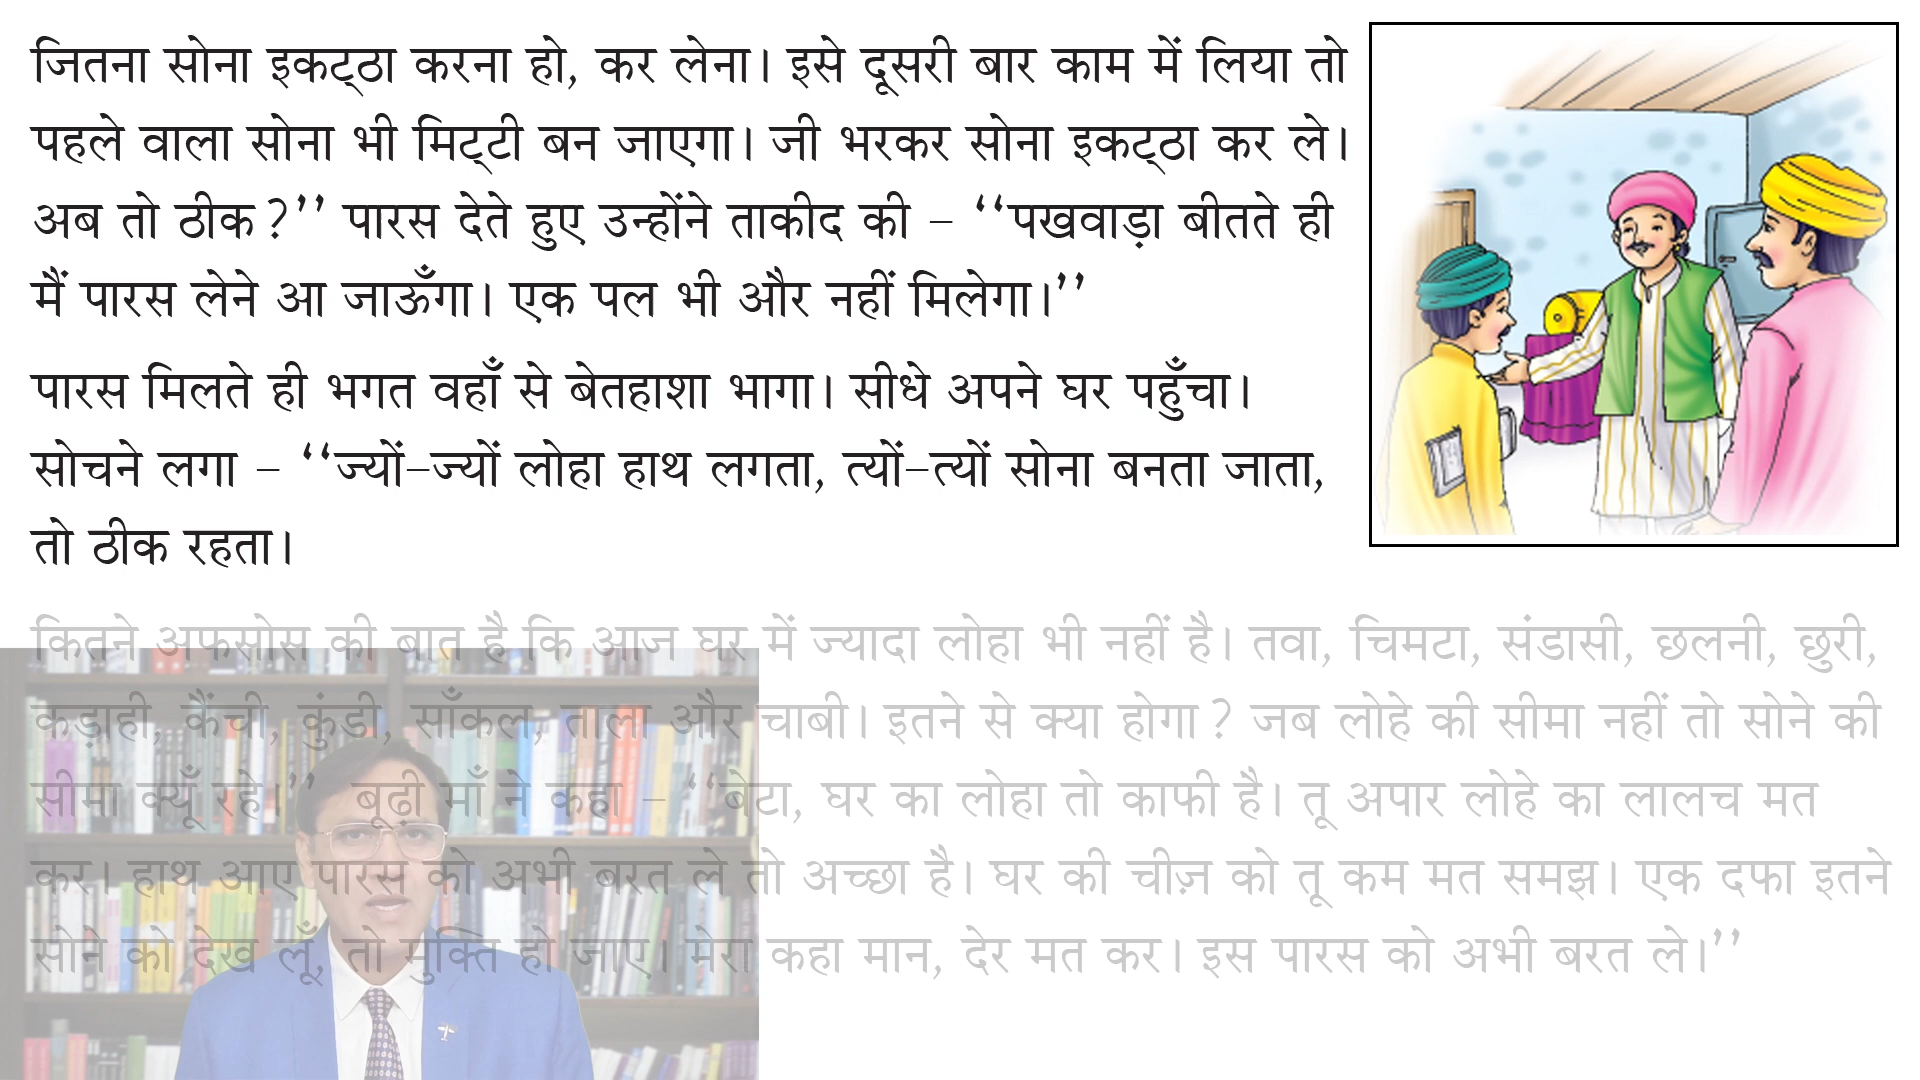 जितना सोना इकट्ठा करना हो, कर लेना। इसे दूसरी बार काम में लिया तो
पहले वाला सोना भी मिट्टी बन जाएगा। जी भरकर सोना इकट्ठा कर ले।
अब तो ठीक?’’ पारस देते हुए उन्होंने ताकीद की – ‘‘पखवाड़ा बीतते ही
मैं पारस लेने आ जाऊँगा। एक पल भी और नहीं मिलेगा।’’
पारस मिलते ही भगत वहाँ से बेतहाशा भागा। सीधे अपने घर पहुँचा।
सोचने लगा – ‘‘ज्यों–ज्यों लोहा हाथ लगता, त्यों–त्यों सोना बनता जाता,
तो ठीक रहता।
कितने अफसोस की बात है कि आज घर में ज्यादा लोहा भी नहीं है। तवा, चिमटा, संडासी, छलनी, छुरी,
कड़ाही, कैंची, कुंडी, साँकल, ताला और चाबी। इतने से क्या होगा? जब लोहे की सीमा नहीं तो सोने की
सीमा क्यूँ रहे।’’ बूढ़ी माँ ने कहा – ‘‘बेटा, घर का लोहा तो काफी है। तू अपार लोहे का लालच मत
कर। हाथ आए पारस को अभी बरत ले तो अच्छा है। घर की चीज़ को तू कम मत समझ। एक दफा इतने
सोने को देख लूँ, तो मुक्ति हो जाए। मेरा कहा मान, देर मत कर। इस पारस को अभी बरत ले।’’